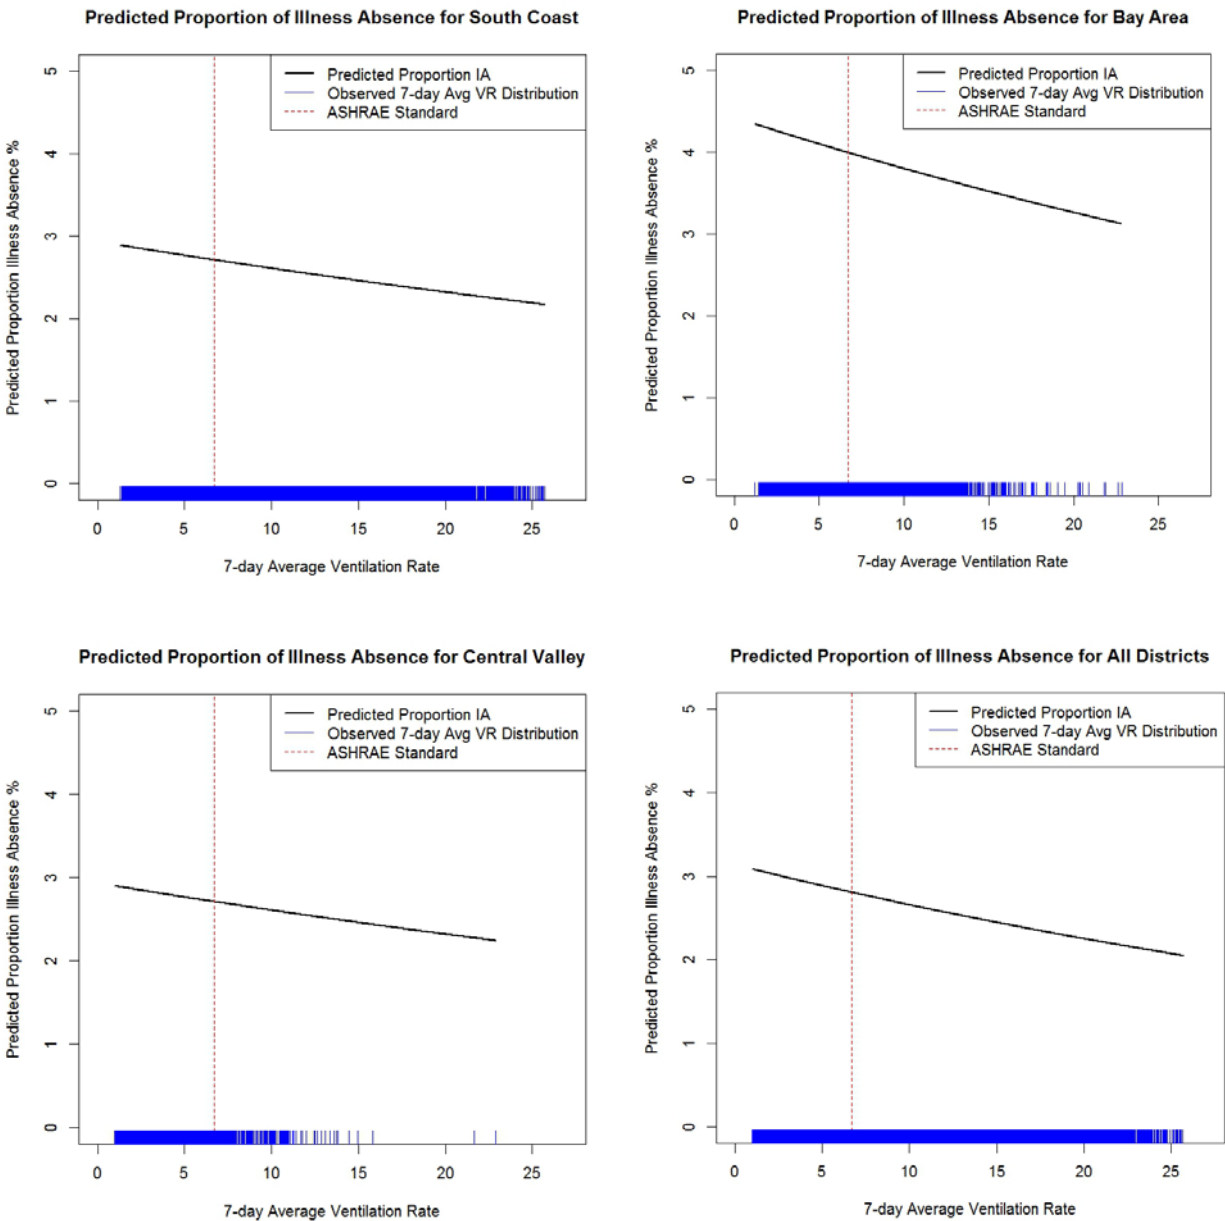 Predicted Proportion of Illness Absence for South Coast
Predicted Proportion IA
Observed 7-day Avg VR Distribution
ASHRAE Standard
Predicted Proportion Illness Absence %
5
4
3
2
1
0
0 5 10 15 20 25
7-day Average Ventilation Rate
Predicted Proportion of Illness Absence for Bay Area
Predicted Proportion IA
Observed 7-day Avg VR Distribution
ASHRAE Standard
Predicted Proportion Illness Absence %
5
4
3
2
1
0
0 5 10 15 20 25
7-day Average Ventilation Rate
Predicted Proportion of Illness Absence for Central Valley
Predicted Proportion IA
Observed 7-day Avg VR Distribution
ASHRAE Standard
Predicted Proportion Illness Absence %
5
4
3
2
1
0
0 5 10 15 20 25
7-day Average Ventilation Rate
Predicted Proportion of Illness Absence for All Districts
Predicted Proportion IA
Observed 7-day Avg VR Distribution
ASHRAE Standard
Predicted Proportion Illness Absence %
5
4
3
2
1
0
0 5 10 15 20 25
7-day Average Ventilation Rate